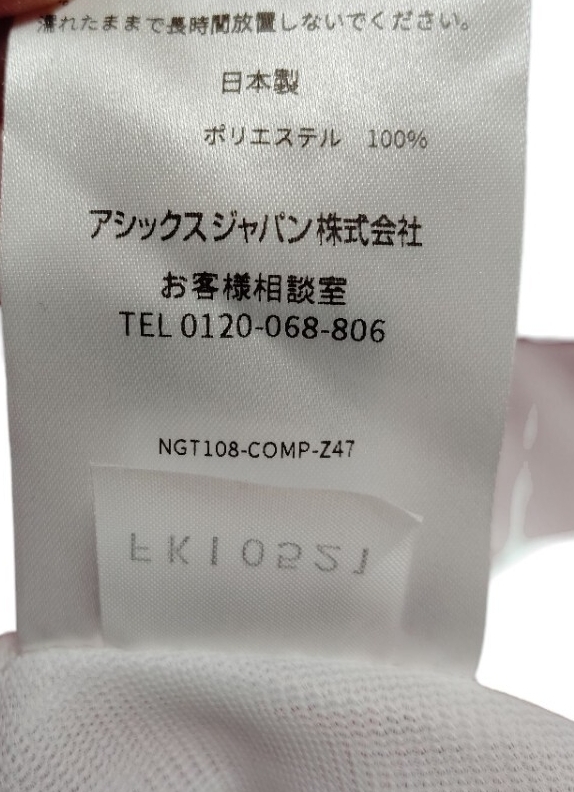 濡れたままで長時間放置しないでください。
日本製
ポリエステル 100%
アシックスジャパン株式会社
お客様相談室
TEL 0120-068-806
NGT108-COMP-Z47
FK10521